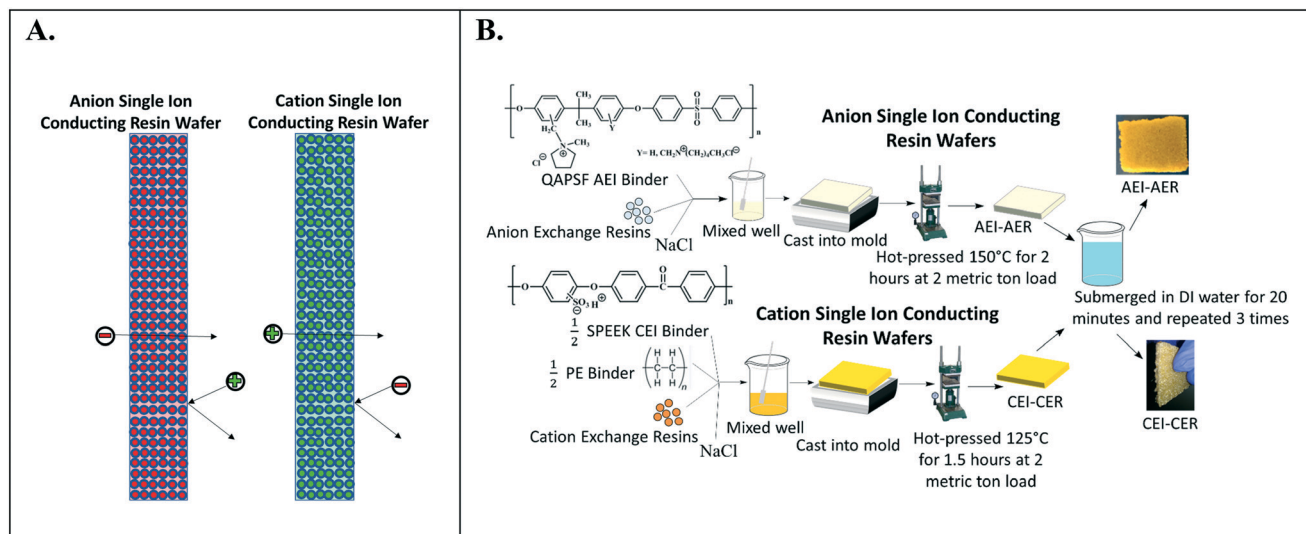 A.
Anion Single Ion
Conducting Resin Wafer
Cation Single Ion
Conducting Resin Wafer
B.
O
CH₃
CH₃
O
O
S
O
n
H₂C
Y
N
CH₃
⊕
Cl⊖
Y= H, CH₂N⊕(CH₂)₄CH₃Cl⊖
QAPSF AEI Binder
Anion Exchange Resins
NaCl
Mixed well
Anion Single Ion Conducting
Resin Wafers
Cast into mold
Hot-pressed 150°C for 2
hours at 2 metric ton load
AEI-AER
AEI-AER
O
O
O
C
n
SO₃H⊕
⊖
1/2 SPEEK CEI Binder
1/2 PE Binder
H H
C-C
H H
n
Cation Exchange Resins
NaCl
Mixed well
Cation Single Ion Conducting
Resin Wafers
Cast into mold
Hot-pressed 125°C
for 1.5 hours at 2
metric ton load
CEI-CER
Submerged in DI water for 20
minutes and repeated 3 times
CEI-CER